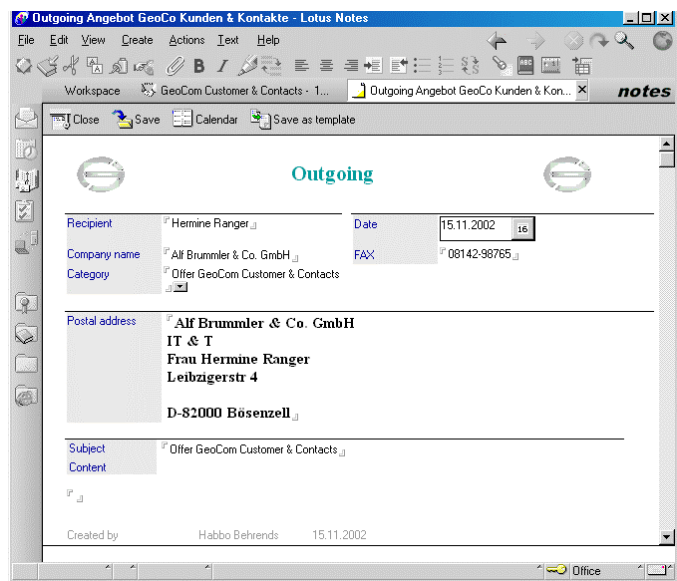 Outgoing Angebot GeoCo Kunden & Kontakte - Lotus Notes
File Edit View Create Actions Text Help
B I
Workspace GeoCom Customer & Contacts - 1... Outgoing Angebot GeoCo Kunden & Kon... notes
Close Save Calendar Save as template
Outgoing
Recipient Hermine Ranger Date 15.11.2002 16
Company name Alf Brummler & Co. GmbH FAX 08142-98765
Category Offer GeoCom Customer & Contacts
Postal address Alf Brummler & Co. GmbH
IT & T
Frau Hermine Ranger
Leibzigerstr 4
D-82000 Bösenzell
Subject Offer GeoCom Customer & Contacts
Content
Created by Habbo Behrends 15.11.2002
Office